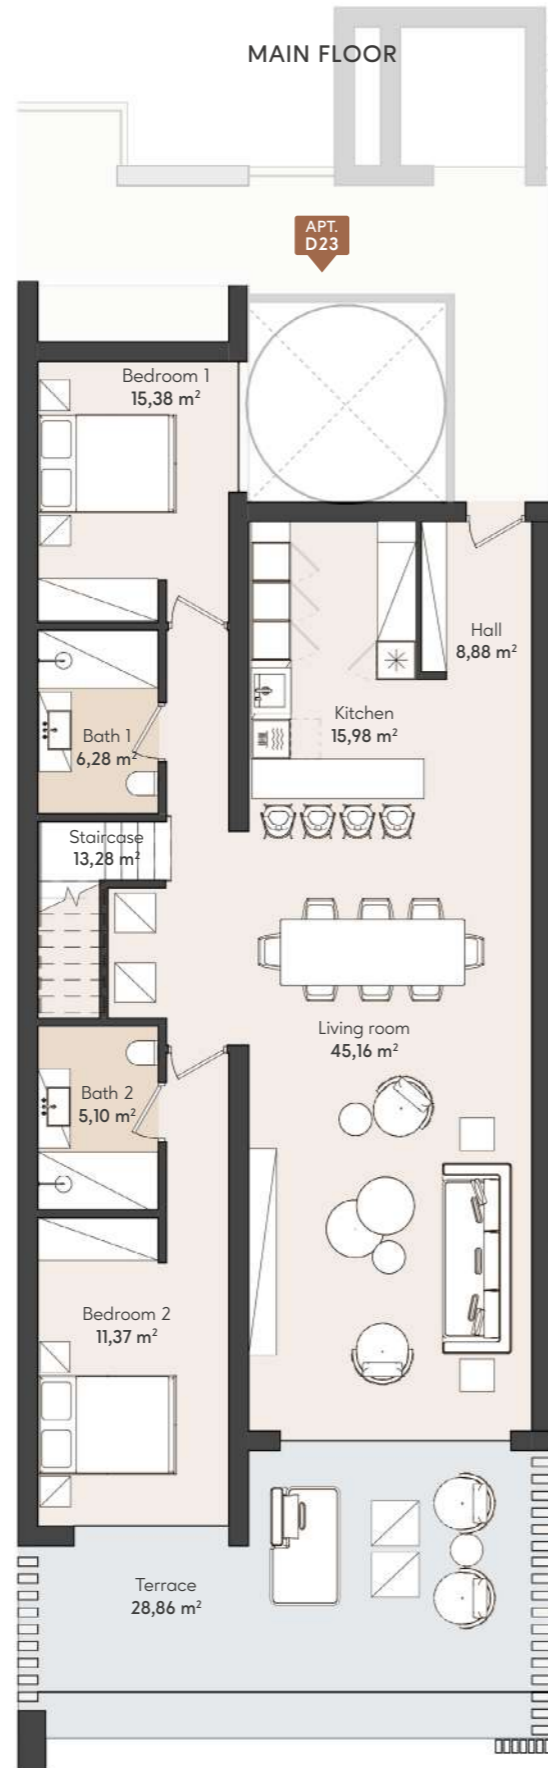 MAIN FLOOR
APT.
D23
Bedroom 1
15,38 m²
Hall
8,88 m²
Kitchen
15,98 m²
Bath 1
6,28 m²
Staircase
13,28 m²
Living room
45,16 m²
Bath 2
5,10 m²
Bedroom 2
11,37 m²
Terrace
28,86 m²